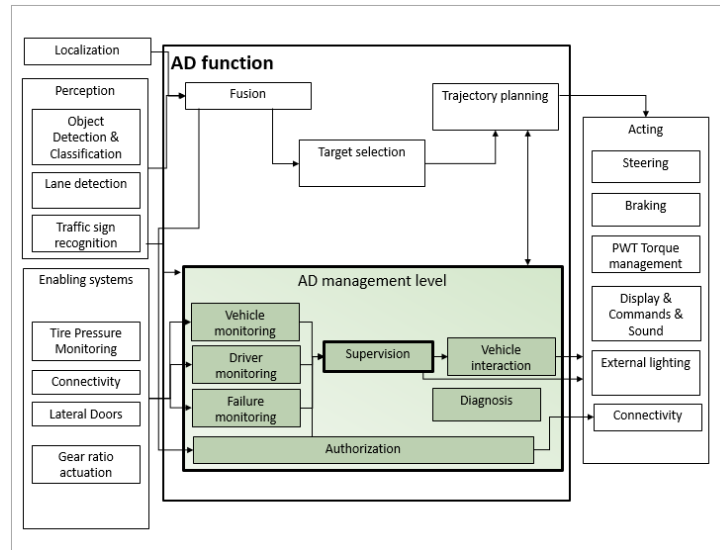 AD function
Localization
Perception
Object
Detection &
Classification
Lane detection
Traffic sign
recognition
Enabling systems
Tire Pressure
Monitoring
Connectivity
Lateral Doors
Gear ratio
actuation
Fusion
Target selection
Trajectory planning
AD management level
Vehicle
monitoring
Driver
monitoring
Failure
monitoring
Supervision
Vehicle
interaction
Diagnosis
Authorization
Acting
Steering
Braking
PWT Torque
management
Display &
Commands &
Sound
External lighting
Connectivity